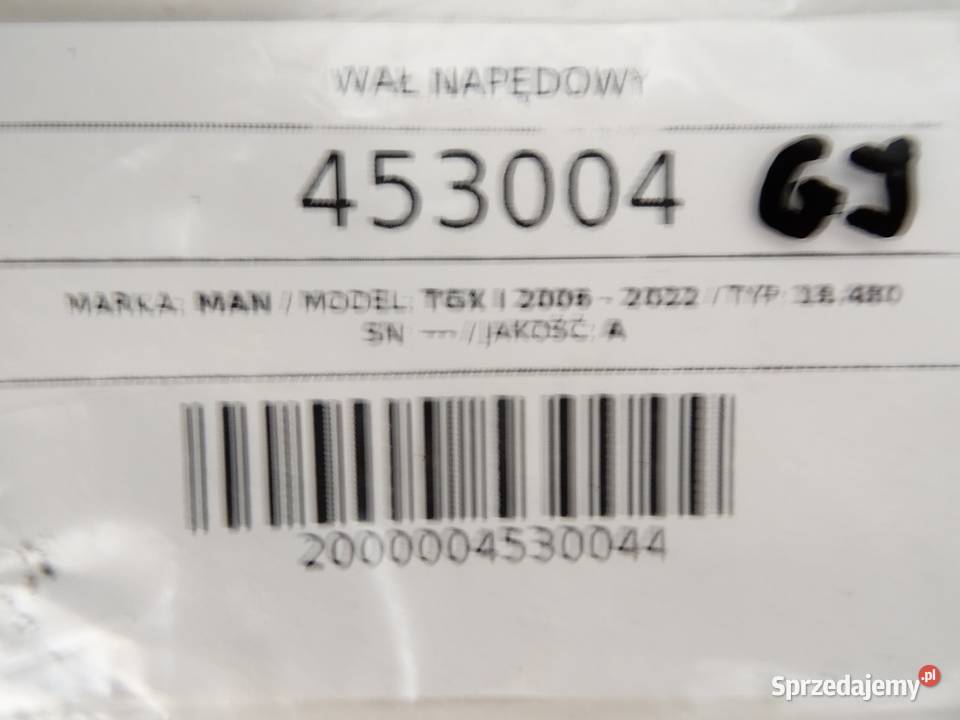 WAŁ NAPĘDOWY
453004 GJ
MARKA: MAN / MODEL: TGX I 2006 - 2022 / TYP: 18.480
SN --- / JAKOŚĆ: A
2000004530044
Sprzedajemy.pl